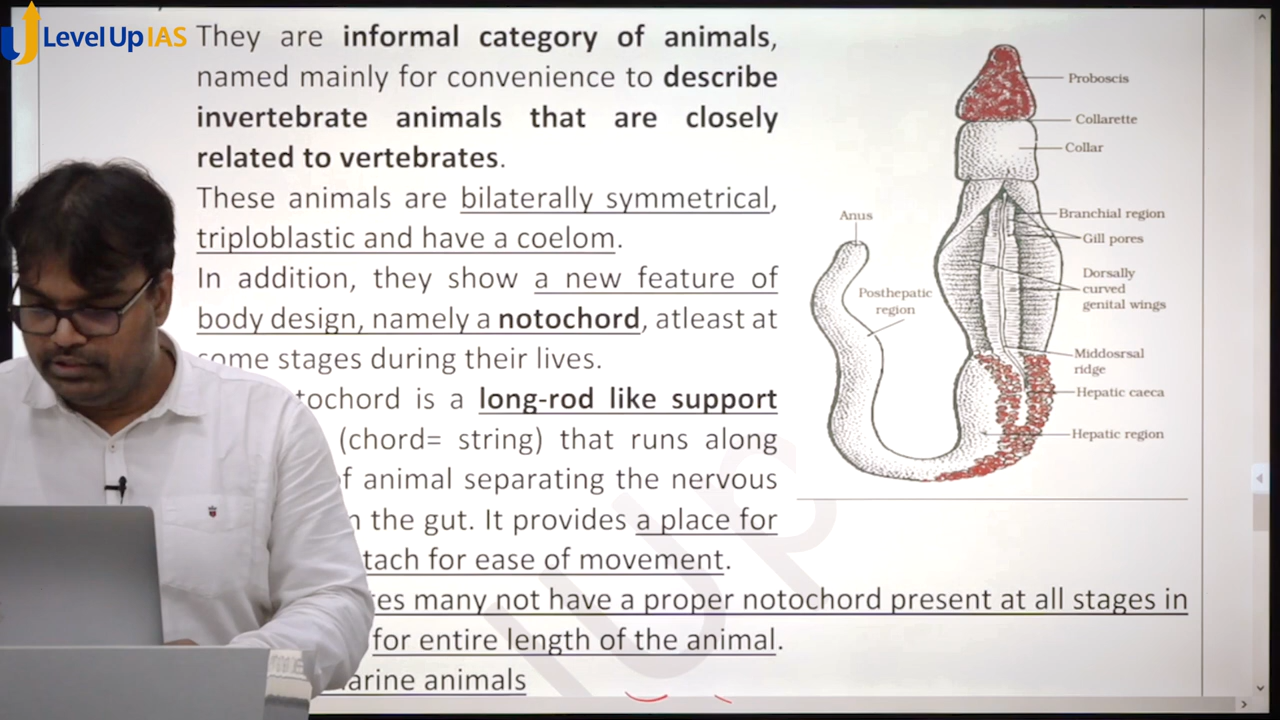 Level Up IAS
They are informal category of animals,
named mainly for convenience to describe
invertebrate animals that are closely
related to vertebrates.
These animals are bilaterally symmetrical,
triploblastic and have a coelom.
In addition, they show a new feature of
body design, namely a notochord, atleast at
some stages during their lives.
tochord is a long-rod like support
(chord= string) that runs along
f animal separating the nervous
the gut. It provides a place for
tach for ease of movement.
es many not have a proper notochord present at all stages in
for entire length of the animal.
arine animals
Proboscis
Collarette
Collar
Anus
Branchial region
Gill pores
Dorsally
curved
genital wings
Posthepatic
region
Middosrsal
ridge
Hepatic caeca
Hepatic region